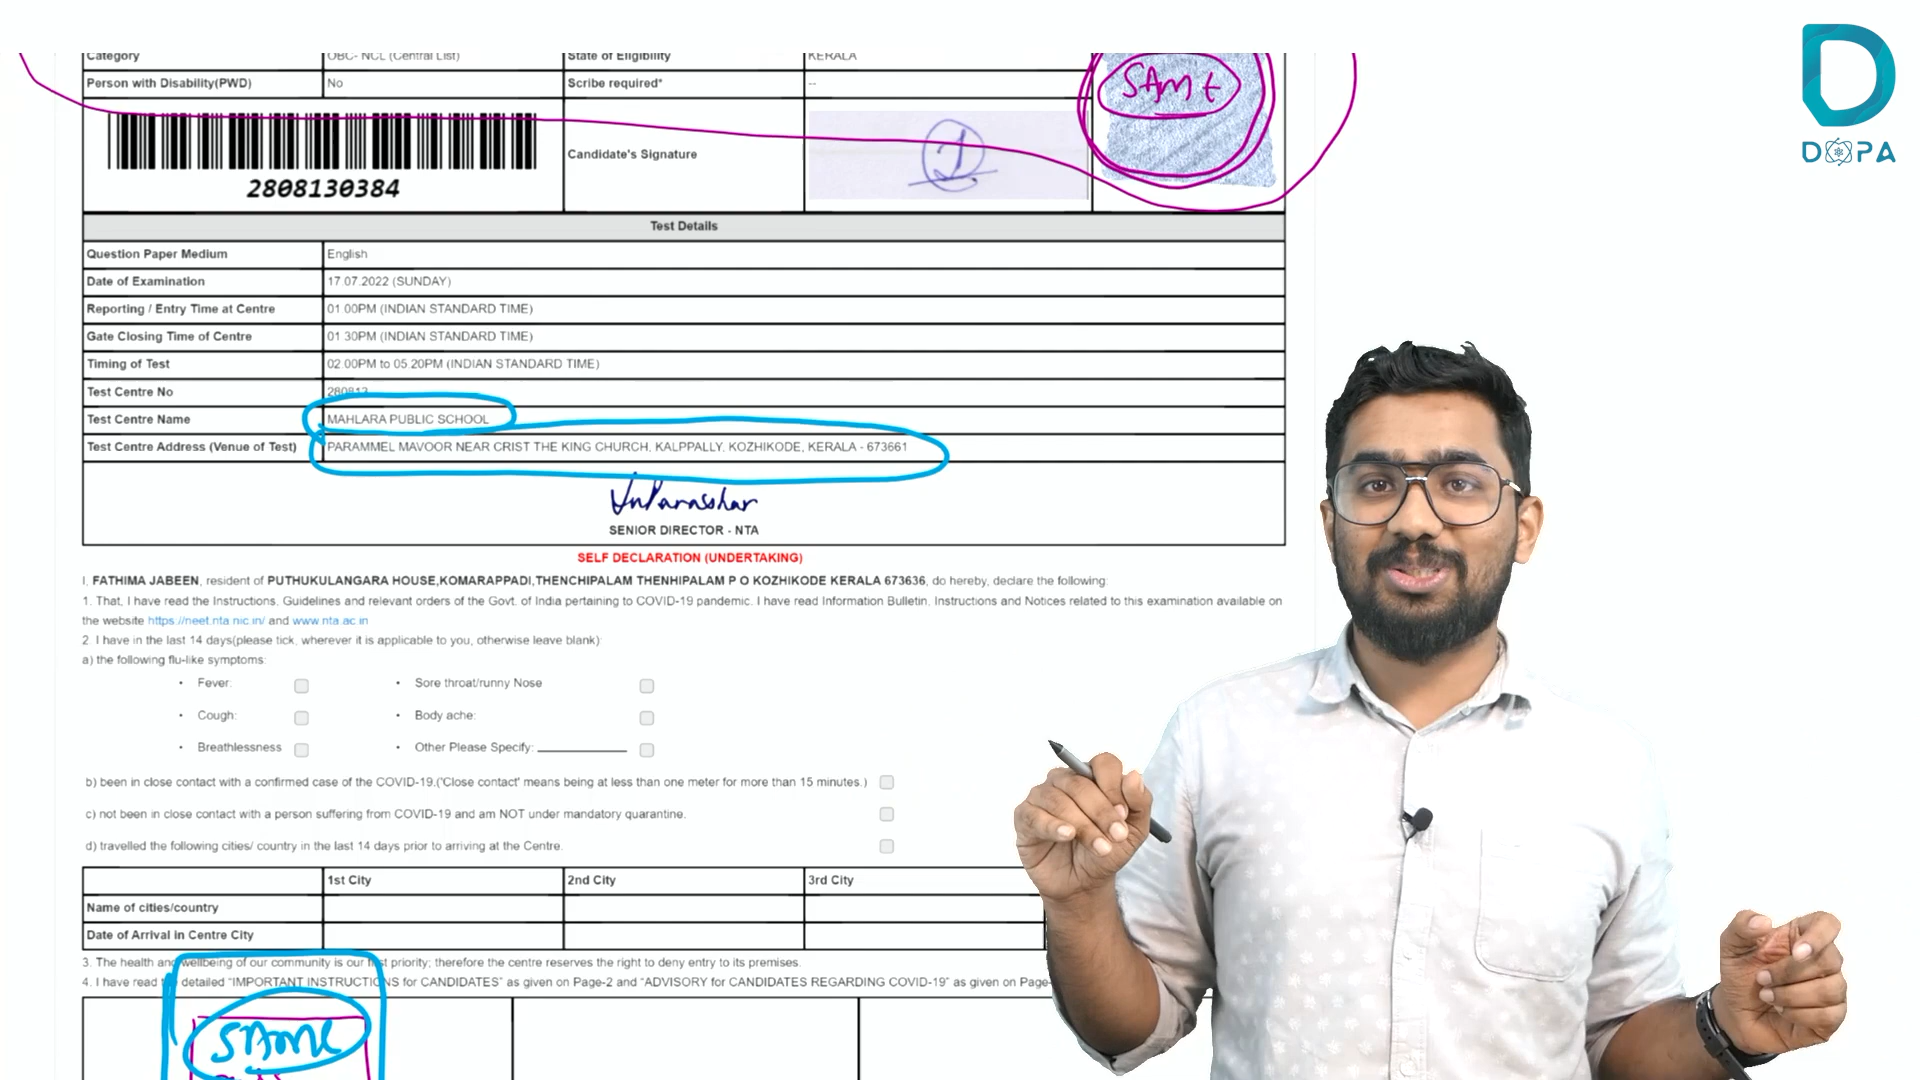 Category OBC- NCL (Central List) State of Eligibility KERALA
Person with Disability(PWD) No Scribe required* --
SAME
2808130384
Candidate's Signature
Test Details
Question Paper Medium English
Date of Examination 17.07.2022 (SUNDAY)
Reporting / Entry Time at Centre 01 00PM (INDIAN STANDARD TIME)
Gate Closing Time of Centre 01 30PM (INDIAN STANDARD TIME)
Timing of Test 02.00PM to 05.20PM (INDIAN STANDARD TIME)
Test Centre No 280813
Test Centre Name MAHLARA PUBLIC SCHOOL
Test Centre Address (Venue of Test) PARAMMEL MAVOOR NEAR CRIST THE KING CHURCH, KALPPALLY, KOZHIKODE, KERALA - 673661
SENIOR DIRECTOR - NTA
SELF DECLARATION (UNDERTAKING)
I, FATHIMA JABEEN, resident of PUTHUKULANGARA HOUSE,KOMARAPPADI,THENCHIPALAM THENHIPALAM P O KOZHIKODE KERALA 673636, do hereby, declare the following:
1. That, I have read the Instructions, Guidelines and relevant orders of the Govt. of India pertaining to COVID-19 pandemic. I have read Information Bulletin, Instructions and Notices related to this examination available on
the website https://neet.nta.nic.in/ and www.nta.ac.in
2. I have in the last 14 days(please tick, wherever it is applicable to you, otherwise leave blank):
a) the following flu-like symptoms:
• Fever: • Sore throat/runny Nose
• Cough: • Body ache:
• Breathlessness • Other Please Specify:
b) been in close contact with a confirmed case of the COVID-19.('Close contact' means being at less than one meter for more than 15 minutes.)
c) not been in close contact with a person suffering from COVID-19 and am NOT under mandatory quarantine.
d) travelled the following cities/ country in the last 14 days prior to arriving at the Centre.
1st City 2nd City 3rd City
Name of cities/country
Date of Arrival in Centre City
3. The health and wellbeing of our community is our first priority; therefore the centre reserves the right to deny entry to its premises.
4. I have read the detailed "IMPORTANT INSTRUCTIONS for CANDIDATES" as given on Page-2 and "ADVISORY for CANDIDATES REGARDING COVID-19" as given on Page-
SAME
DOPA